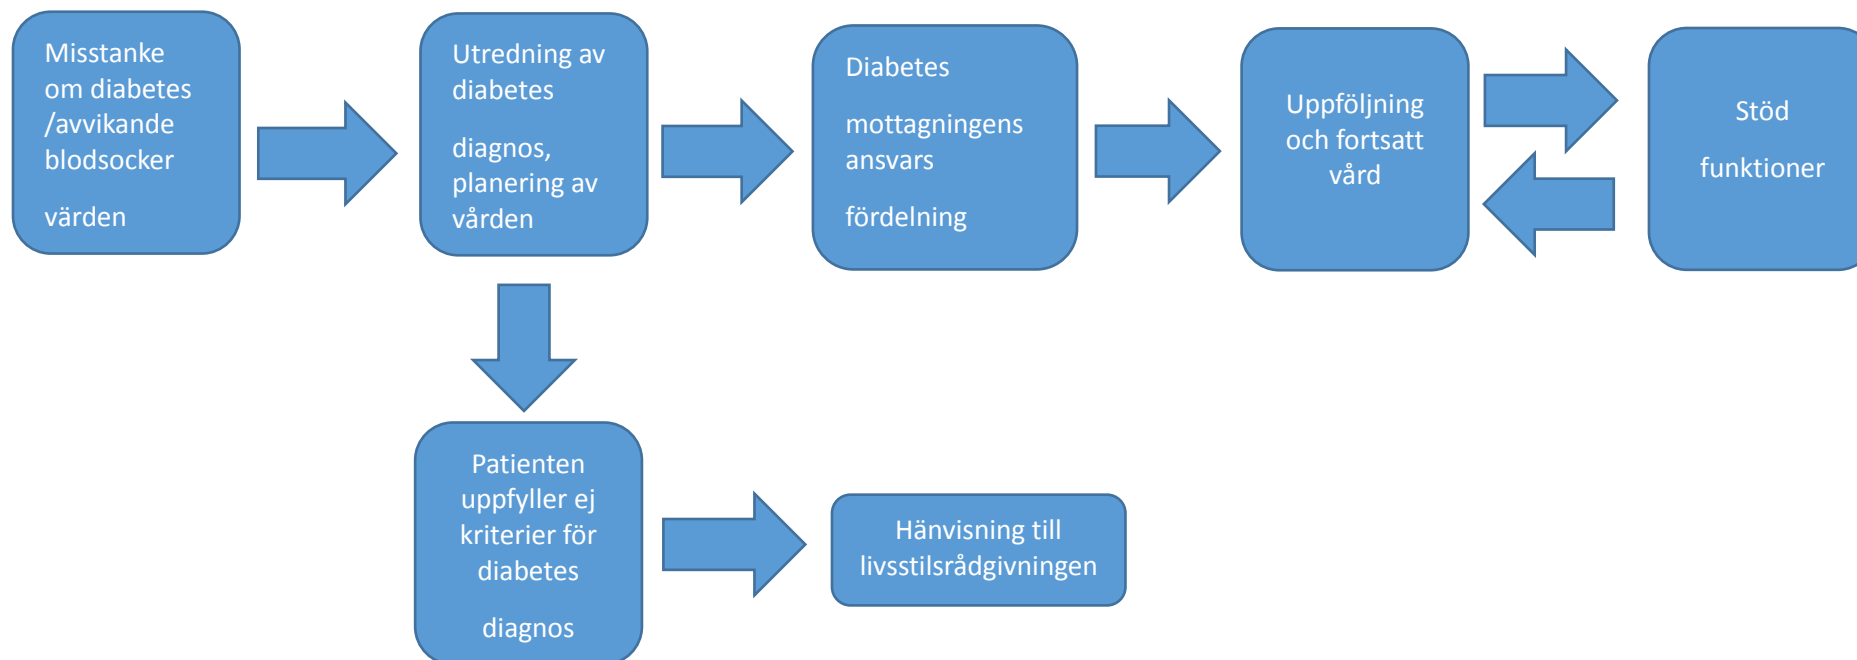 Misstanke
om diabetes
/avvikande
blodsocker
värden
Utredning av
diabetes
diagnos,
planering av
vården
Diabetes
mottagningens
ansvars
fördelning
Uppföljning
och fortsatt
vård
Stöd
funktioner
Patienten
uppfyller ej
kriterier för
diabetes
diagnos
Hänvisning till
livsstilsrådgivningen